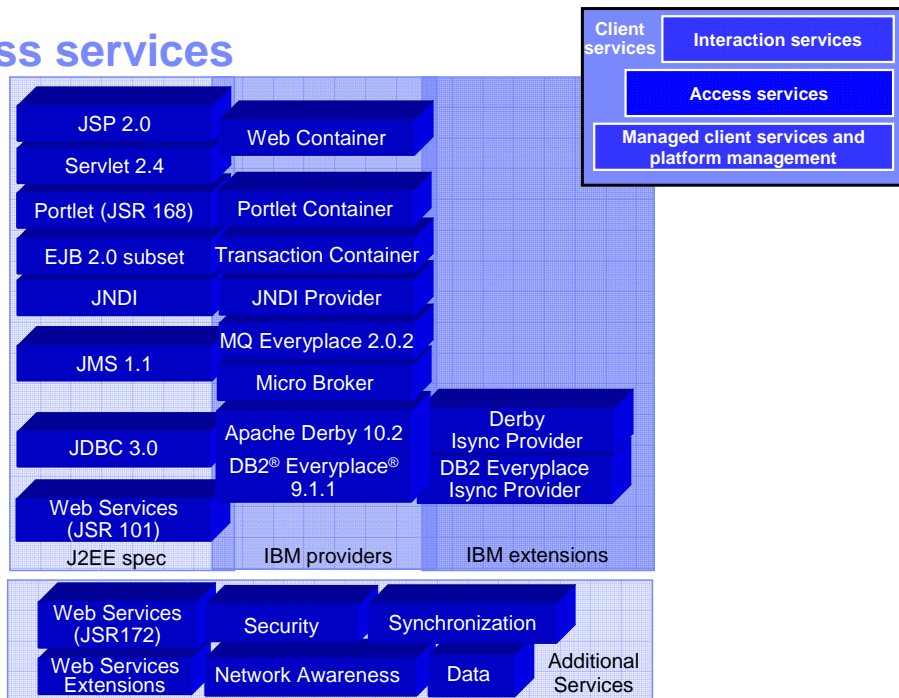 ss services
Client
services
Interaction services
Access services
Managed client services and
platform management
JSP 2.0
Servlet 2.4
Web Container
Portlet (JSR 168)
Portlet Container
EJB 2.0 subset
Transaction Container
JNDI
JNDI Provider
JMS 1.1
MQ Everyplace 2.0.2
Micro Broker
JDBC 3.0
Apache Derby 10.2
DB2® Everyplace®
9.1.1
Derby
Isync Provider
DB2 Everyplace
Isync Provider
Web Services
(JSR 101)
J2EE spec
IBM providers
IBM extensions
Web Services
(JSR172)
Security
Synchronization
Web Services
Extensions
Network Awareness
Data
Additional
Services